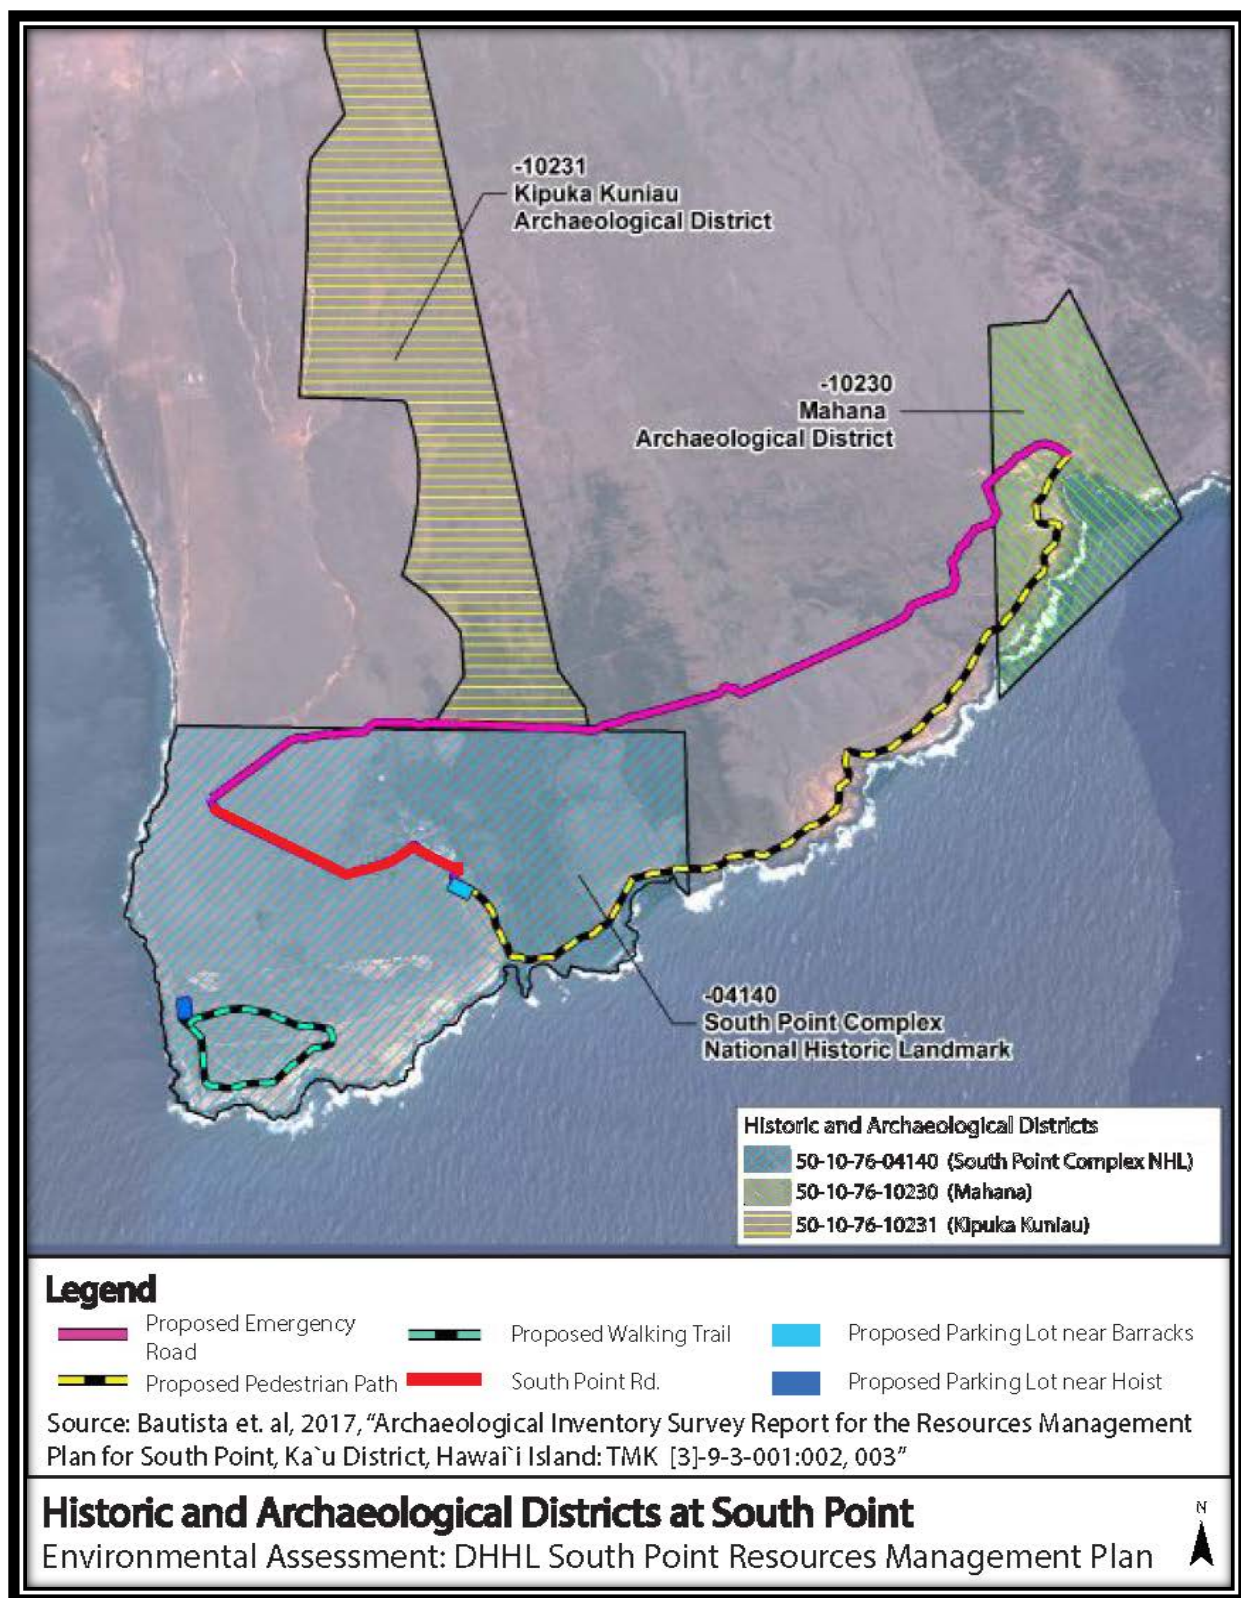 -10231
Kipuka Kuniau
Archaeological District
-10230
Mahana
Archaeological District
-04140
South Point Complex
National Historic Landmark
Historic and Archaeological Districts
50-10-76-04140 (South Point Complex NHL)
50-10-76-10230 (Mahana)
50-10-76-10231 (Kipuka Kuniau)
Legend
Proposed Emergency
Road
Proposed Pedestrian Path
Proposed Walking Trail
South Point Rd.
Proposed Parking Lot near Barracks
Proposed Parking Lot near Hoist
Source: Bautista et. al, 2017, "Archaeological Inventory Survey Report for the Resources Management
Plan for South Point, Ka`u District, Hawai`i Island: TMK [3]-9-3-001:002, 003"
Historic and Archaeological Districts at South Point
Environmental Assessment: DHHL South Point Resources Management Plan
N